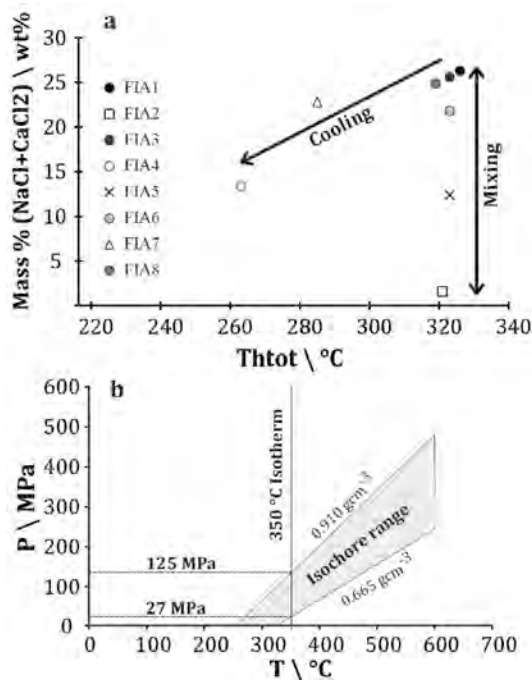 a
Mass % (NaCl+CaCl2) \ wt%
30
25
20
15
10
5
FIA1
FIA2
FIA3
FIA4
FIA5
FIA6
FIA7
FIA8
Cooling
Mixing
220 240 260 280 300 320 340
Thtot \ °C
b
P \ MPa
600
500
400
300
200
100
0
350 °C Isotherm
0.910 gcm-3
Isochore range
0.665 gcm-3
125 MPa
27 MPa
0 100 200 300 400 500 600 700
T \ °C